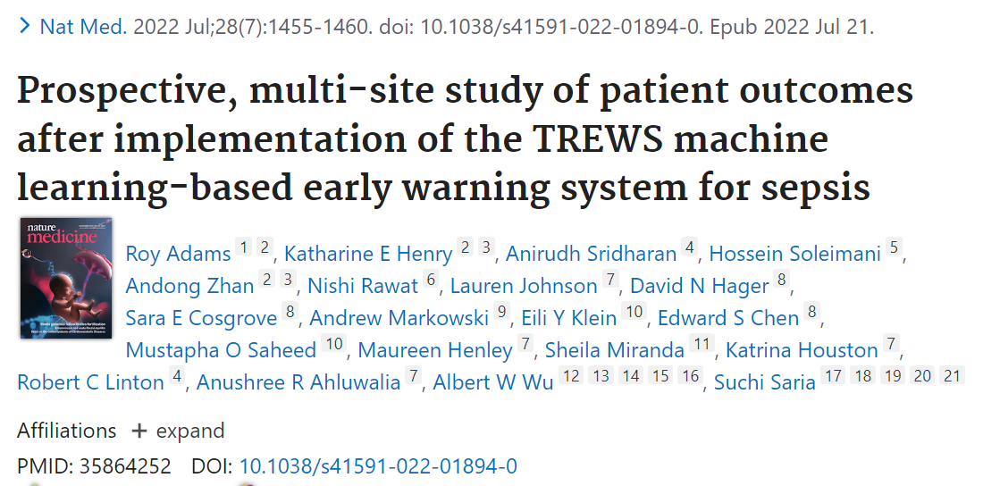 Nat Med. 2022 Jul;28(7):1455-1460. doi: 10.1038/s41591-022-01894-0. Epub 2022 Jul 21.
Prospective, multi-site study of patient outcomes
after implementation of the TREWS machine
learning-based early warning system for sepsis
nature
medicine
Roy Adams 1 2, Katharine E Henry 2 3, Anirudh Sridharan 4, Hossein Soleimani 5,
Andong Zhan 2 3, Nishi Rawat 6, Lauren Johnson 7, David N Hager 8,
Sara E Cosgrove 8, Andrew Markowski 9, Eili Y Klein 10, Edward S Chen 8,
Mustapha O Saheed 10, Maureen Henley 7, Sheila Miranda 11, Katrina Houston 7,
Robert C Linton 4, Anushree R Ahluwalia 7, Albert W Wu 12 13 14 15 16, Suchi Saria 17 18 19 20 21
Affiliations + expand
PMID: 35864252 DOI: 10.1038/s41591-022-01894-0